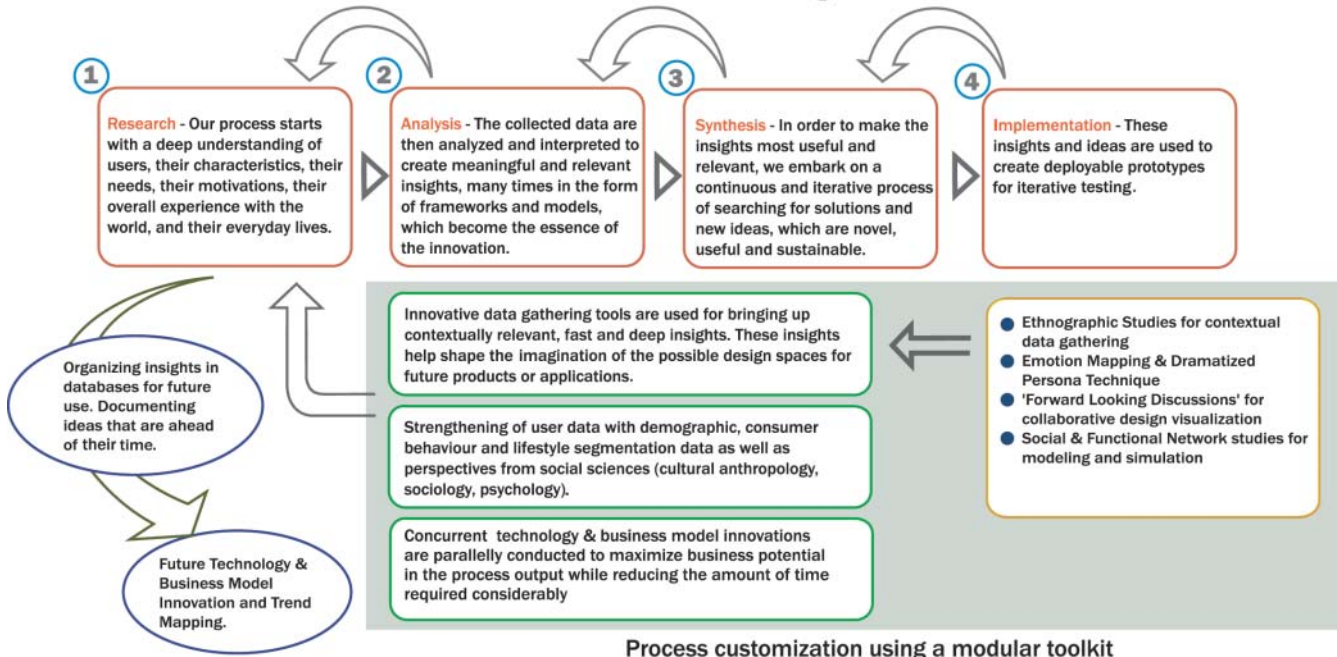 1
Research - Our process starts
with a deep understanding of
users, their characteristics, their
needs, their motivations, their
overall experience with the
world, and their everyday lives.
2
Analysis - The collected data are
then analyzed and interpreted to
create meaningful and relevant
insights, many times in the form
of frameworks and models,
which become the essence of
the innovation.
3
Synthesis - In order to make the
insights most useful and
relevant, we embark on a
continuous and iterative process
of searching for solutions and
new ideas, which are novel,
useful and sustainable.
4
Implementation - These
insights and ideas are used to
create deployable prototypes
for iterative testing.
Organizing insights in
databases for future
use. Documenting
ideas that are ahead
of their time.
Future Technology &
Business Model
Innovation and Trend
Mapping.
Innovative data gathering tools are used for bringing up
contextually relevant, fast and deep insights. These insights
help shape the imagination of the possible design spaces for
future products or applications.
Strengthening of user data with demographic, consumer
behaviour and lifestyle segmentation data as well as
perspectives from social sciences (cultural anthropology,
sociology, psychology).
Concurrent technology & business model innovations
are parallelly conducted to maximize business potential
in the process output while reducing the amount of time
required considerably
Ethnographic Studies for contextual
data gathering
Emotion Mapping & Dramatized
Persona Technique
'Forward Looking Discussions' for
collaborative design visualization
Social & Functional Network studies for
modeling and simulation
Process customization using a modular toolkit